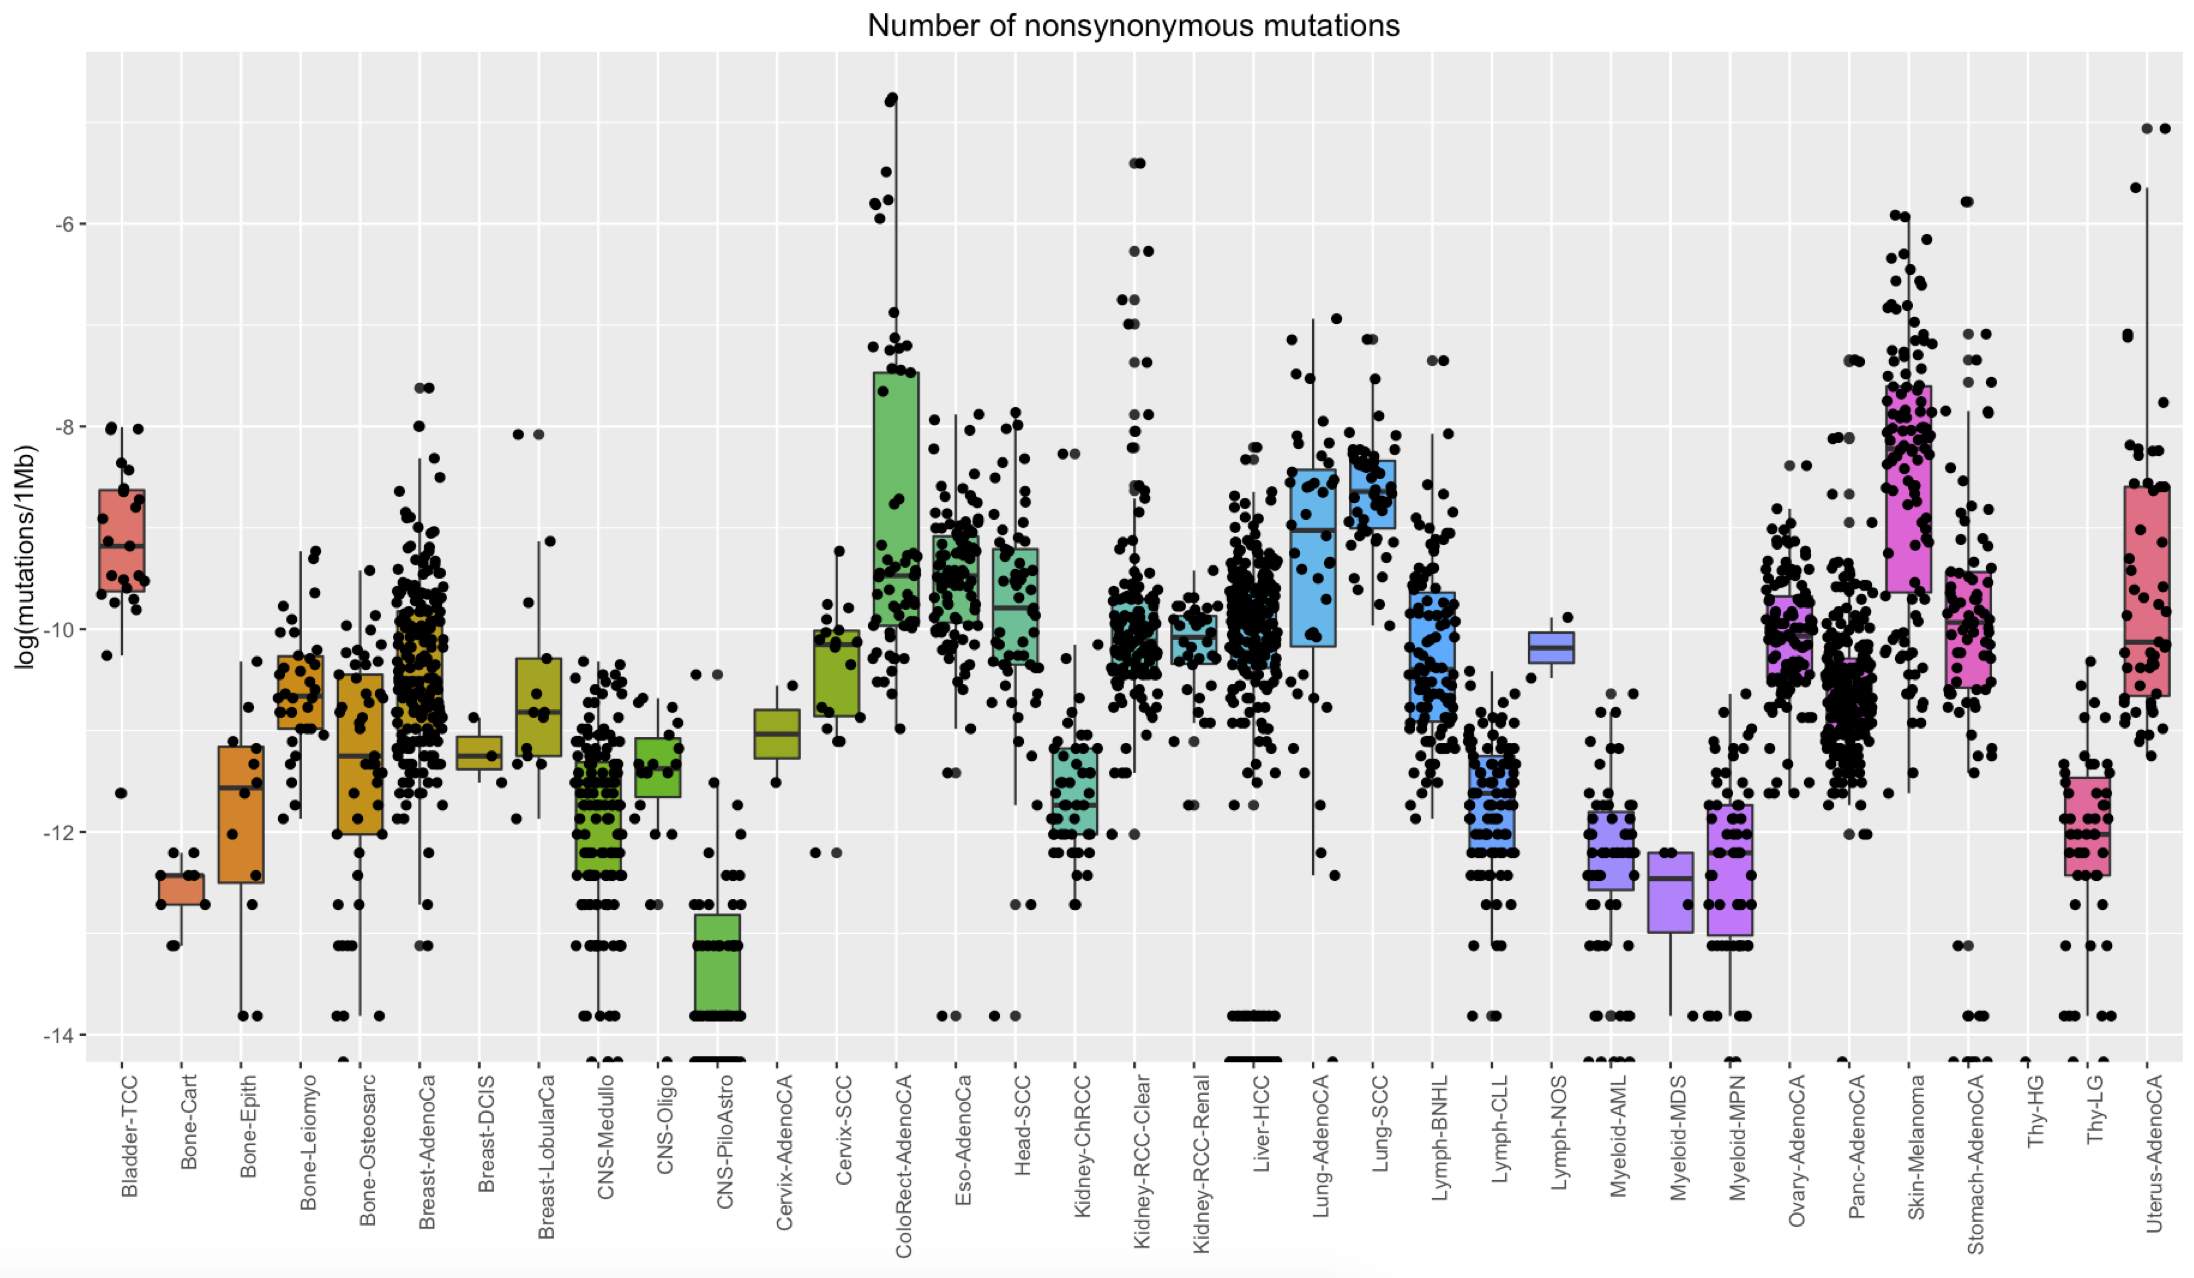 Number of nonsynonymous mutations
log(mutations/1Mb)
-6
-8
-10
-12
-14
Bladder-TCC
Bone-Cart
Bone-Epith
Bone-Leiomyo
Bone-Osteosarc
Breast-AdenoCa
Breast-DCIS
Breast-LobularCa
CNS-Medullo
CNS-Oligo
CNS-PiloAstro
Cervix-AdenoCA
Cervix-SCC
ColoRect-AdenoCA
Eso-AdenoCa
Head-SCC
Kidney-ChRCC
Kidney-RCC-Clear
Kidney-RCC-Renal
Liver-HCC
Lung-AdenoCA
Lung-SCC
Lymph-BNHL
Lymph-CLL
Lymph-NOS
Myeloid-AML
Myeloid-MDS
Myeloid-MPN
Ovary-AdenoCA
Panc-AdenoCA
Skin-Melanoma
Stomach-AdenoCA
Thy-HG
Thy-LG
Uterus-AdenoCA